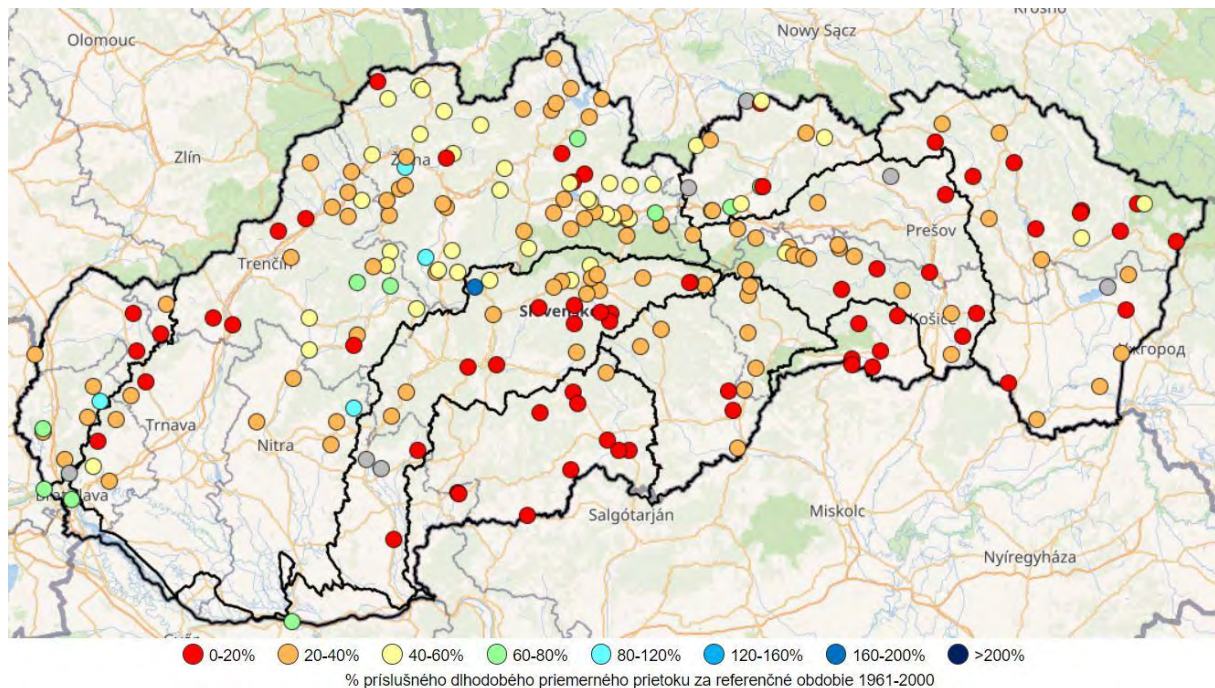 Krosno
Olomouc
Nowy Sącz
Zlín
Žilina
Prešov
Trenčín
Slovensko
Košice
Ужгород
Trnava
Nitra
Bratislava
Salgótarján
Miskolc
Nyíregyháza
Győr
0-20% 20-40% 40-60% 60-80% 80-120% 120-160% 160-200% >200%
% príslušného dlhodobého priemerného prietoku za referenčné obdobie 1961-2000